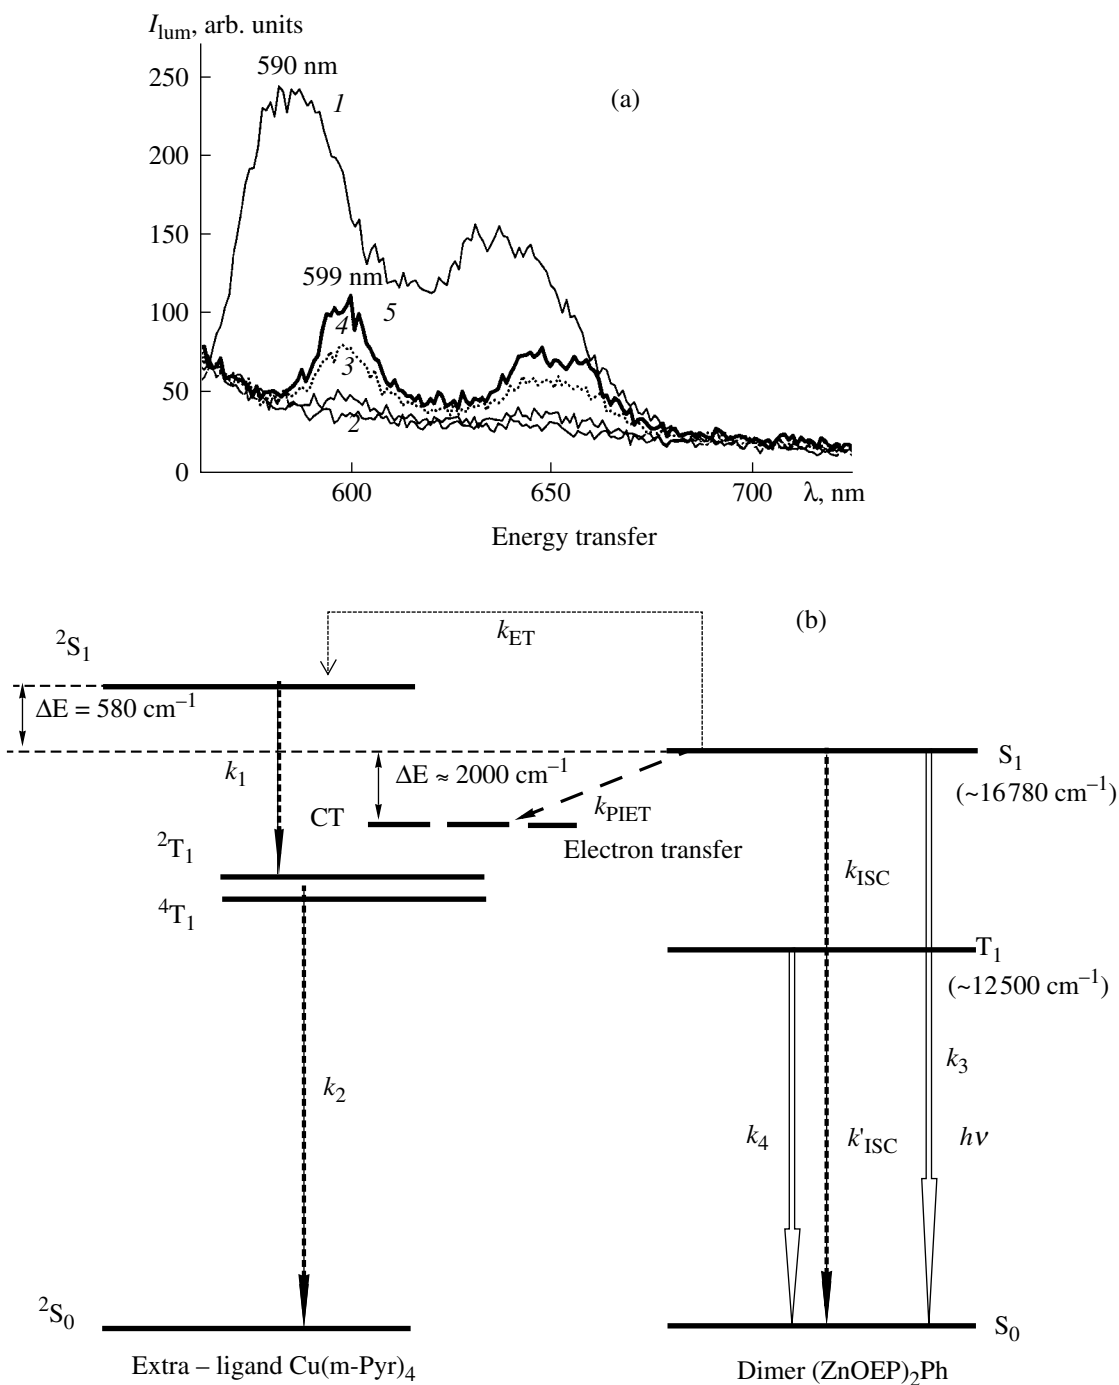 I_lum, arb. units
250
590 nm
1
(a)
200
150
599 nm
100
5
4
3
50
2
0
600
650
700
λ, nm
Energy transfer
(b)
k_ET
²S₁
ΔE = 580 cm⁻¹
k₁
ΔE ≈ 2000 cm⁻¹
S₁
(~16780 cm⁻¹)
k_PIET
CT
Electron transfer
²T₁
k_ISC
⁴T₁
T₁
(~12500 cm⁻¹)
k₃
k₂
k₄
k'_ISC
hν
²S₀
S₀
Extra – ligand Cu(m-Pyr)₄
Dimer (ZnOEP)₂Ph